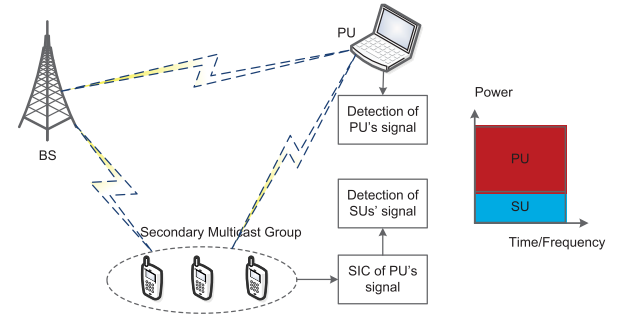 PU
BS
Detection of
PU's signal
Detection of
SUs' signal
Secondary Multicast Group
SIC of PU's
signal
Power
PU
SU
Time/Frequency